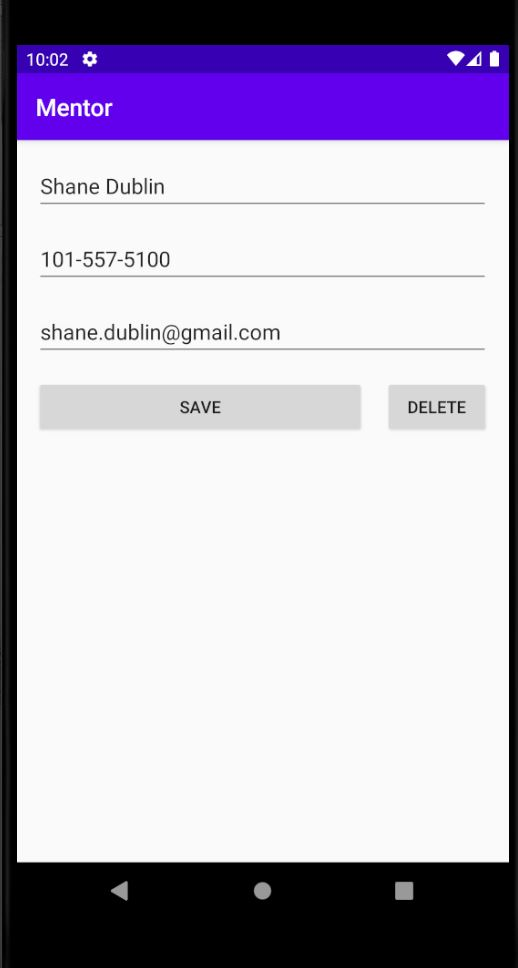 10:02
Mentor
Shane Dublin
101-557-5100
shane.dublin@gmail.com
SAVE DELETE